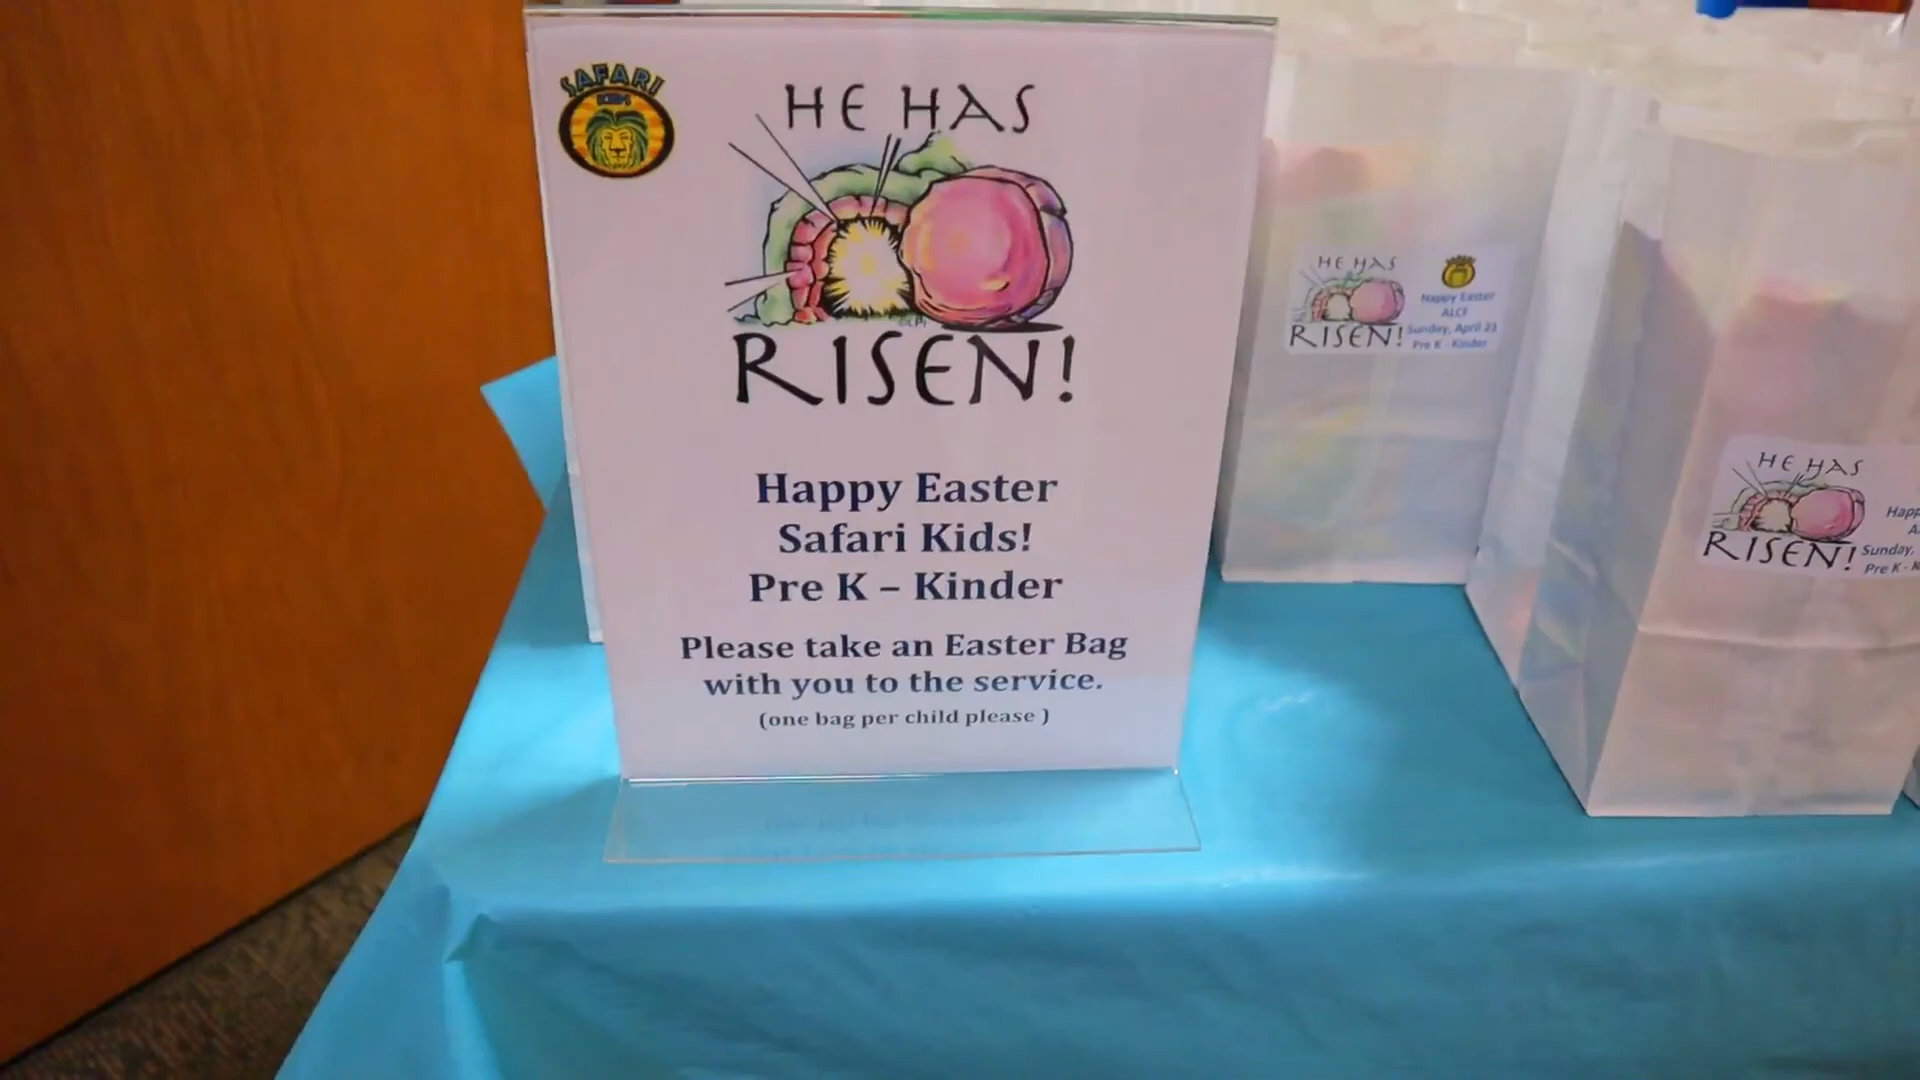 SAFARI
KIDS
HE HAS
RISEN!
Happy Easter
Safari Kids!
Pre K – Kinder
Please take an Easter Bag
with you to the service.
(one bag per child please )
HE HAS
RISEN!
Happy Easter
ALCF
Sunday, April 21
Pre K - Kinder
HE HAS
RISEN!
Sunday,
Pre K -